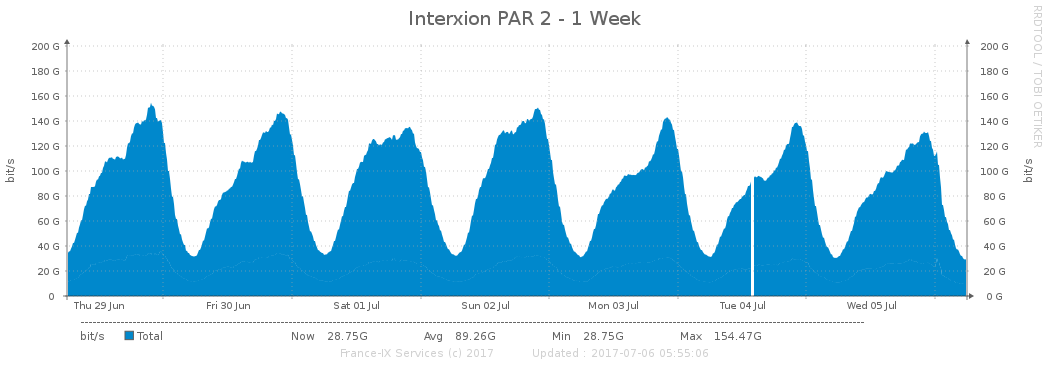 Interxion PAR 2 - 1 Week
RRDTOOL / TOBI OETIKER
200 G 200 G
180 G 180 G
160 G 160 G
140 G 140 G
120 G 120 G
100 G 100 G
80 G 80 G
60 G 60 G
40 G 40 G
20 G 20 G
0 0 G
bit/s bit/s
Thu 29 Jun Fri 30 Jun Sat 01 Jul Sun 02 Jul Mon 03 Jul Tue 04 Jul Wed 05 Jul
bit/s Total Now 28.75G Avg 89.26G Min 28.75G Max 154.47G
France-IX Services (c) 2017 Updated : 2017-07-06 05:55:06